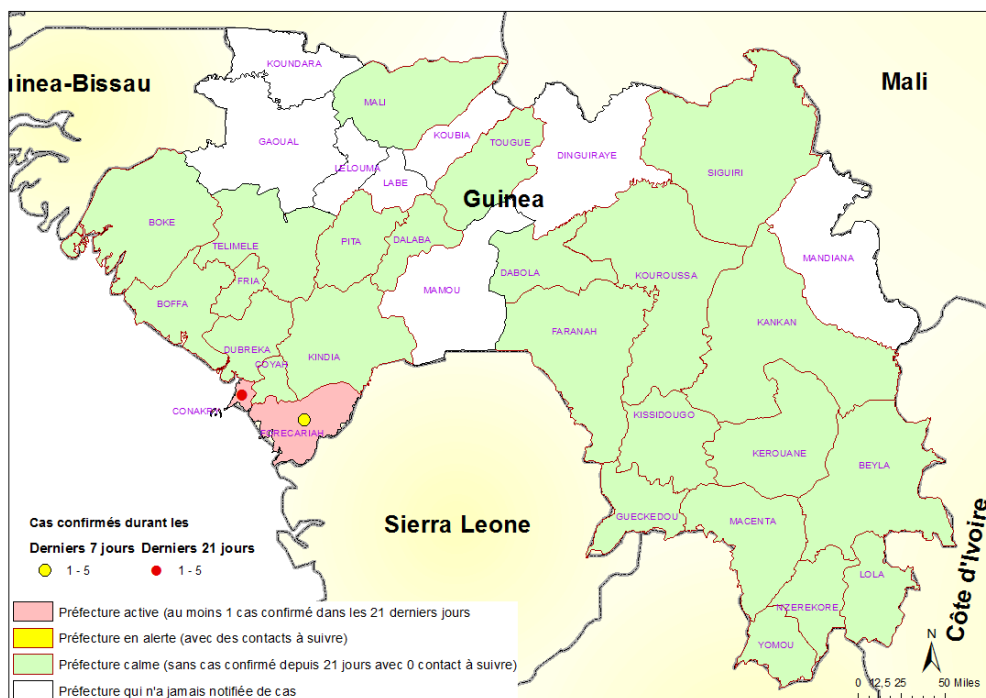 KOUNDARA
uinea-Bissau
MALI
Mali
GAOUAL
KOUBIA
TOUGUE
DINGUIRAYE
LELOUMA
LABE
SIGUIRI
Guinea
BOKE
TELIMELE
PITA
DALABA
MANDIANA
DABOLA
KOUROUSSA
FRIA
MAMOU
BOFFA
KANKAN
FARANAH
DUBREKA
KINDIA
COYAH
CONAKRY
FORECARIAH
KISSIDOUGO
KEROUANE
BEYLA
GUECKEDOU
MACENTA
Sierra Leone
Côte d'Ivoire
LOLA
N'ZEREKORE
YOMOU
N
0 12,5 25 50 Miles
Cas confirmés durant les
Derniers 7 jours Derniers 21 jours
1 - 5 1 - 5
Préfecture active (au moins 1 cas confirmé dans les 21 derniers jours
Préfecture en alerte (avec des contacts à suivre)
Préfecture calme (sans cas confirmé depuis 21 jours avec 0 contact à suivre)
Préfecture qui n'a jamais notifiée de cas